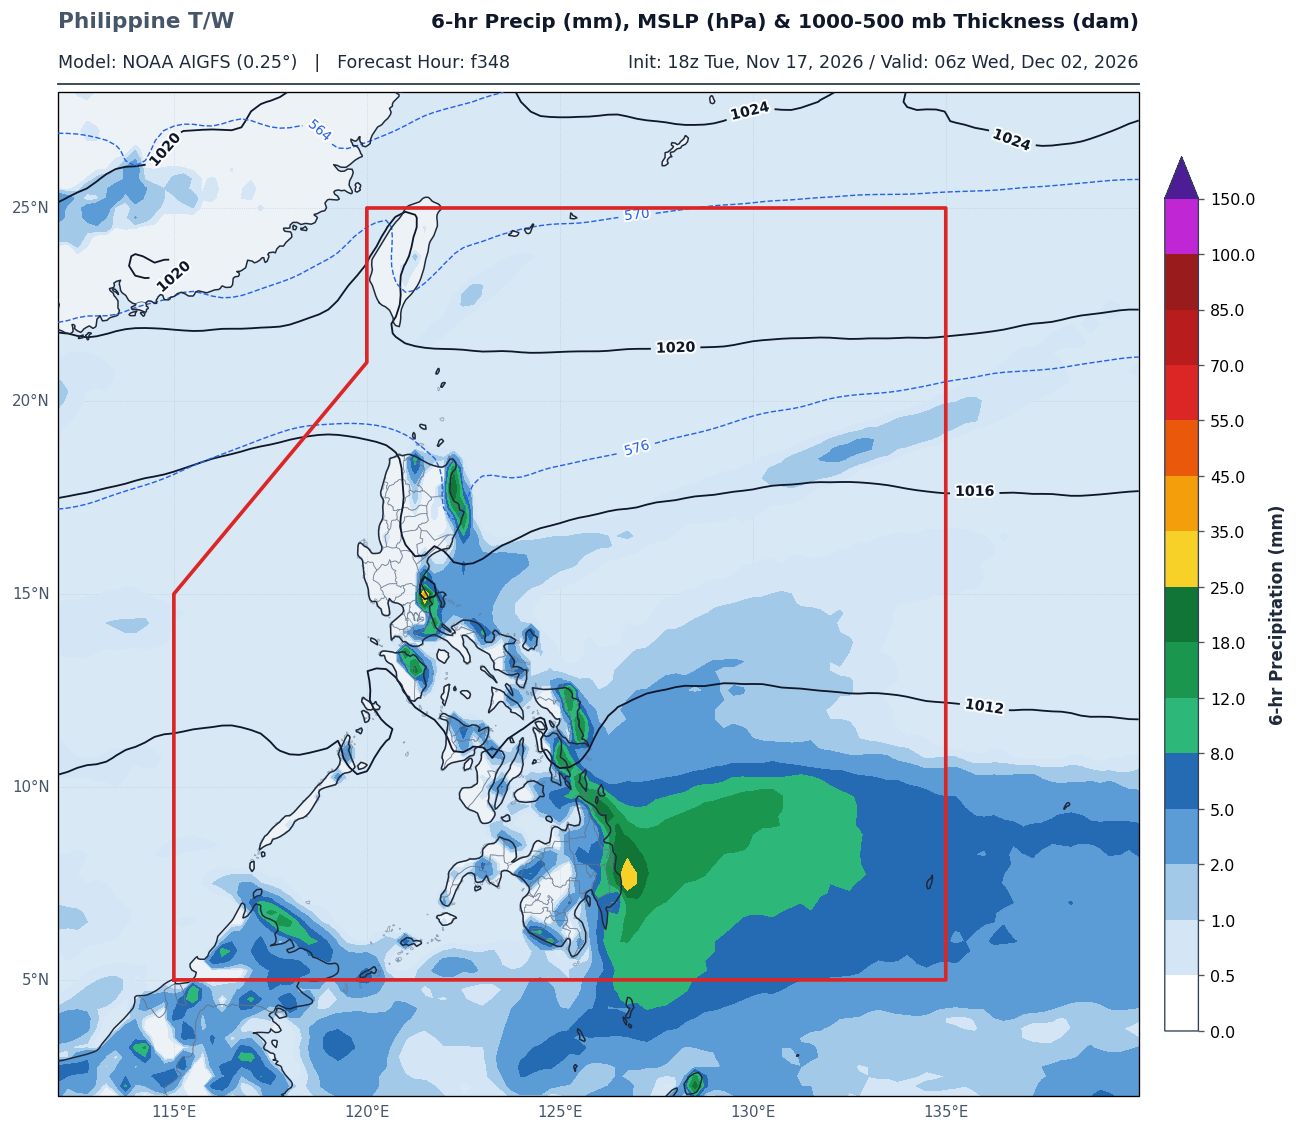 Philippine T/W
6-hr Precip (mm), MSLP (hPa) & 1000-500 mb Thickness (dam)
Model: NOAA AIGFS (0.25°) | Forecast Hour: f348
Init: 18z Tue, Nov 17, 2026 / Valid: 06z Wed, Dec 02, 2026
1024
1024
1020
564
570
1020
1020
576
1016
1012
25°N
20°N
15°N
10°N
5°N
115°E
120°E
125°E
130°E
135°E
150.0
100.0
85.0
70.0
55.0
45.0
35.0
25.0
18.0
12.0
8.0
5.0
2.0
1.0
0.5
0.0
6-hr Precipitation (mm)